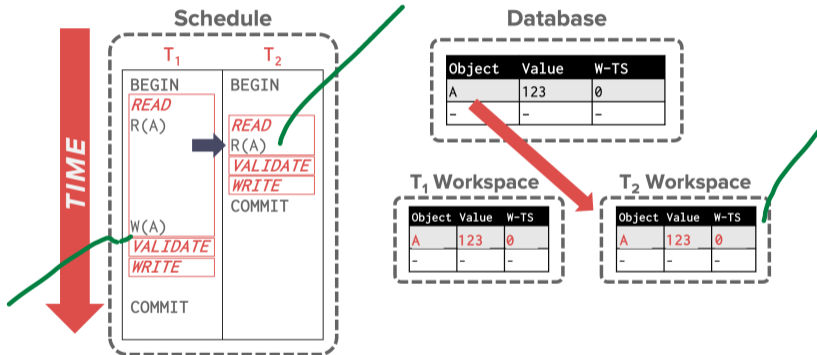 Schedule
TIME
T1 T2
BEGIN BEGIN
READ
R(A) READ
R(A)
VALIDATE
WRITE
COMMIT
W(A)
VALIDATE
WRITE
COMMIT
Database
Object Value W-TS
A 123 0
- - -
T1 Workspace
Object Value W-TS
A 123 0
- - -
T2 Workspace
Object Value W-TS
A 123 0
- - -